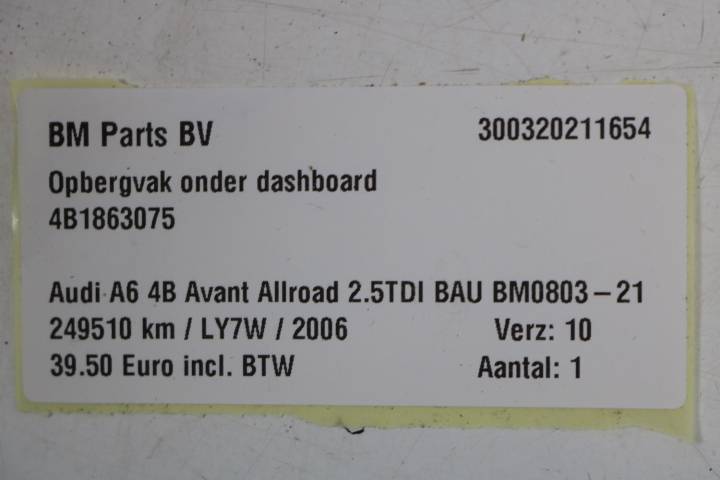 BM Parts BV 300320211654
Opbergvak onder dashboard
4B1863075
Audi A6 4B Avant Allroad 2.5TDI BAU BM0803-21
249510 km / LY7W / 2006 Verz: 10
39.50 Euro incl. BTW Aantal: 1